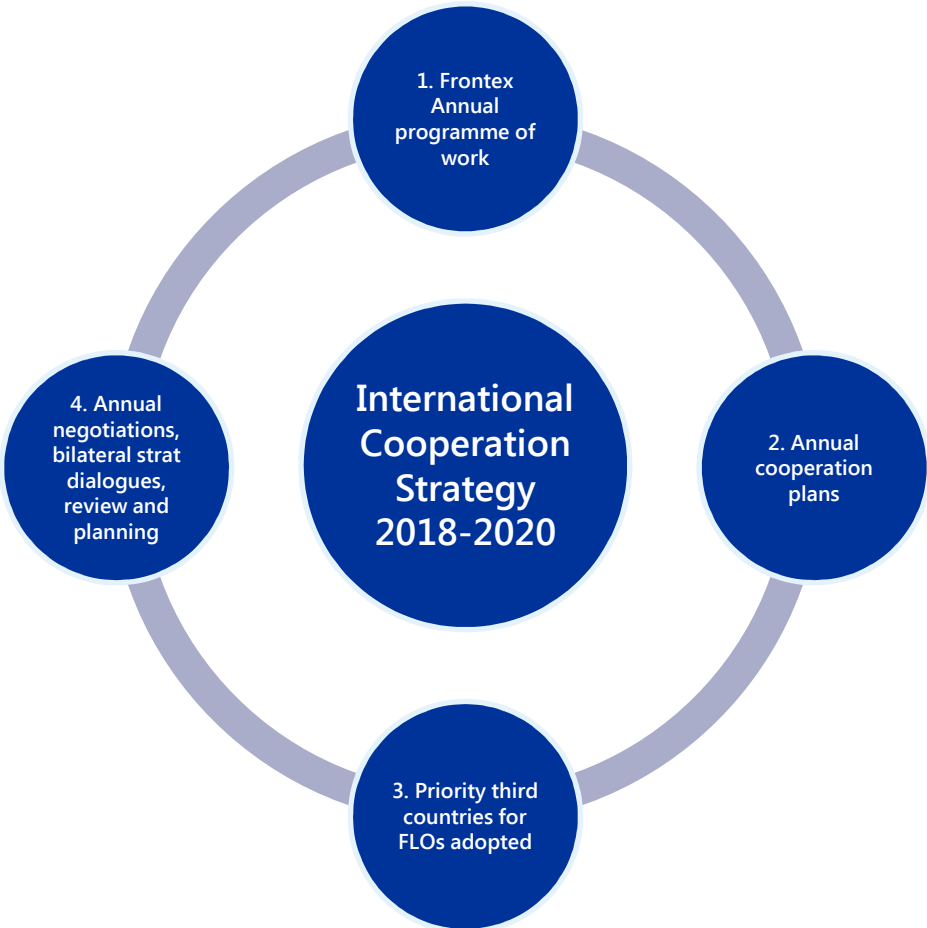 1. Frontex
Annual
programme of
work
4. Annual
negotiations,
bilateral strat
dialogues,
review and
planning
International
Cooperation
Strategy
2018-2020
2. Annual
cooperation
plans
3. Priority third
countries for
FLOs adopted